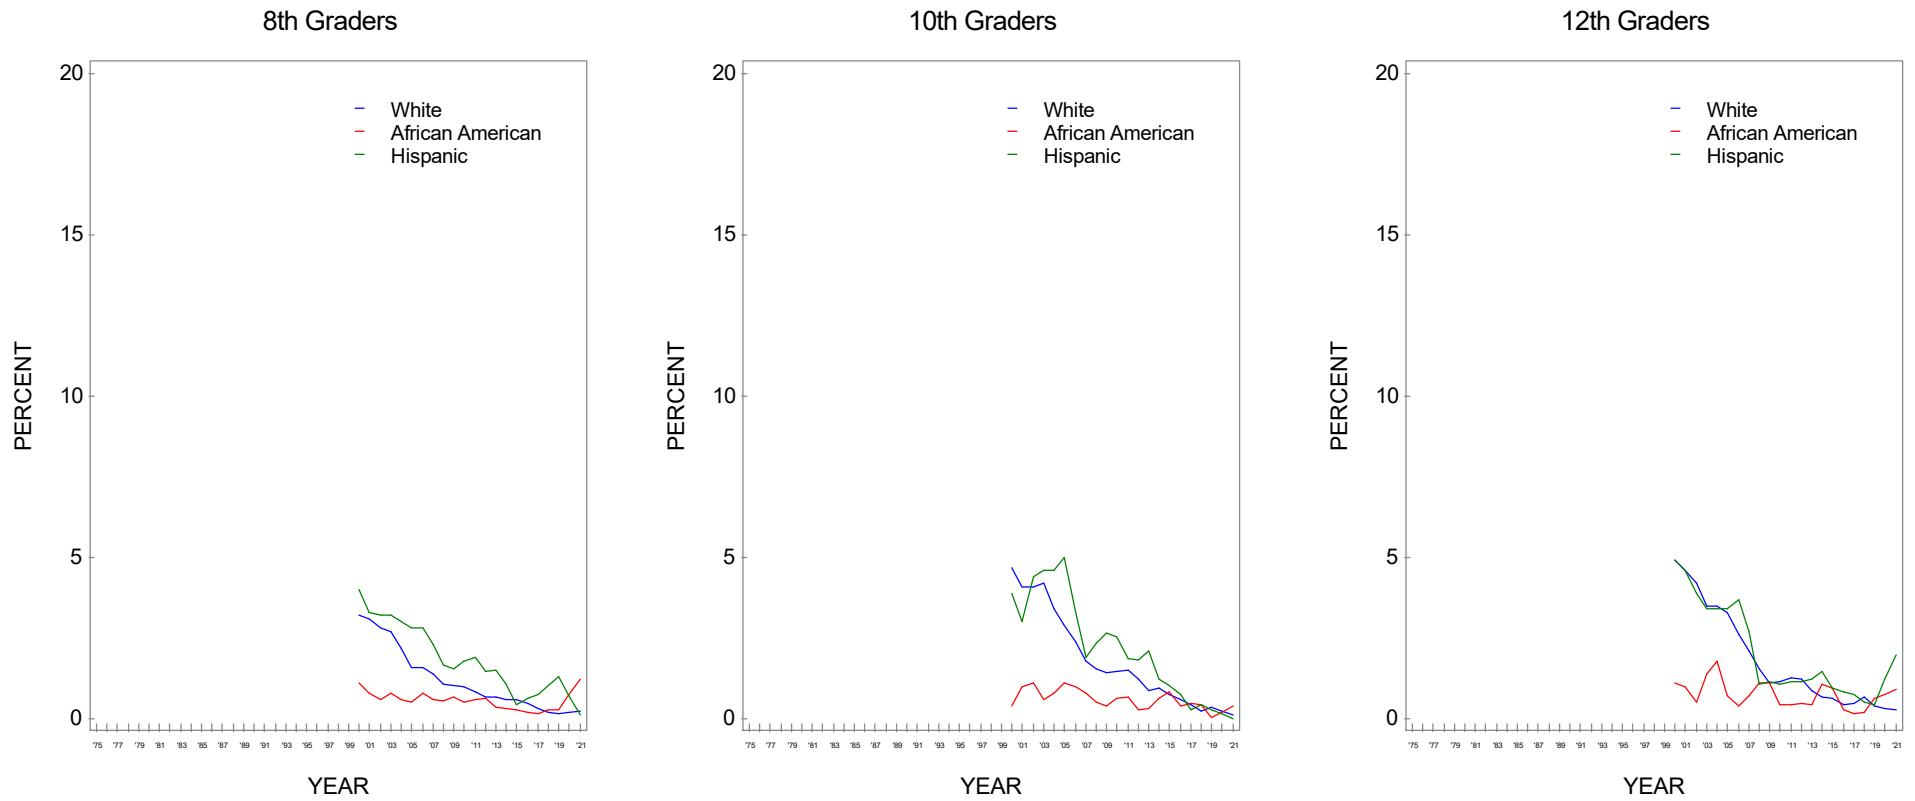 8th Graders
20
15
10
5
0
PERCENT
White
African American
Hispanic
'75 '77 '79 '81 '83 '85 '87 '89 '91 '93 '95 '97 '99 '01 '03 '05 '07 '09 '11 '13 '15 '17 '19 '21
YEAR
10th Graders
20
15
10
5
0
PERCENT
White
African American
Hispanic
'75 '77 '79 '81 '83 '85 '87 '89 '91 '93 '95 '97 '99 '01 '03 '05 '07 '09 '11 '13 '15 '17 '19 '21
YEAR
12th Graders
20
15
10
5
0
PERCENT
White
African American
Hispanic
'75 '77 '79 '81 '83 '85 '87 '89 '91 '93 '95 '97 '99 '01 '03 '05 '07 '09 '11 '13 '15 '17 '19 '21
YEAR